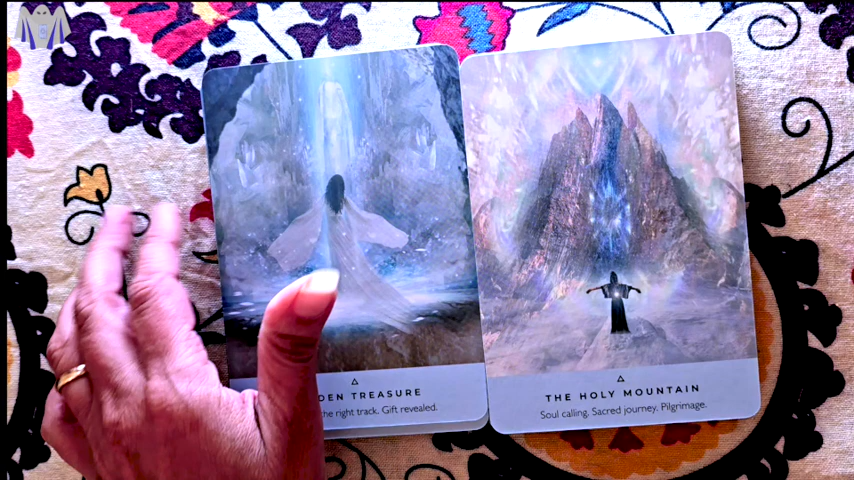 DEN TREASURE
the right track. Gift revealed.
THE HOLY MOUNTAIN
Soul calling. Sacred journey. Pilgrimage.